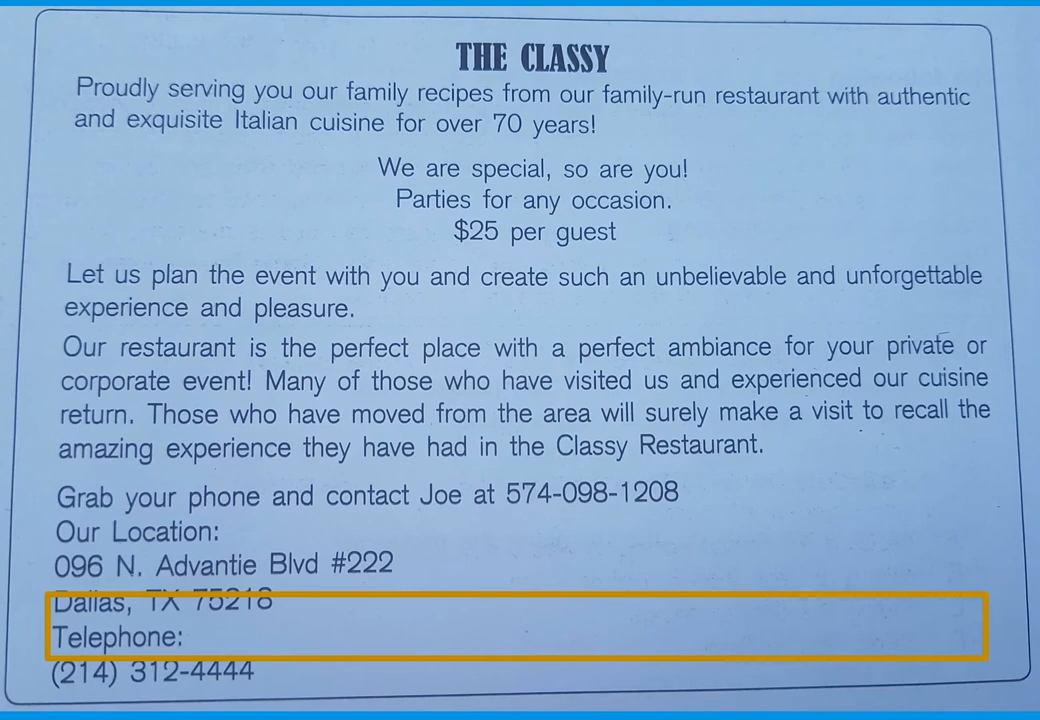 THE CLASSY
Proudly serving you our family recipes from our family-run restaurant with authentic
and exquisite Italian cuisine for over 70 years!
We are special, so are you!
Parties for any occasion.
$25 per guest
Let us plan the event with you and create such an unbelievable and unforgettable
experience and pleasure.
Our restaurant is the perfect place with a perfect ambiance for your private or
corporate event! Many of those who have visited us and experienced our cuisine
return. Those who have moved from the area will surely make a visit to recall the
amazing experience they have had in the Classy Restaurant.
Grab your phone and contact Joe at 574-098-1208
Our Location:
096 N. Advantie Blvd #222
Dallas, TX 75218
Telephone:
(214) 312-4444